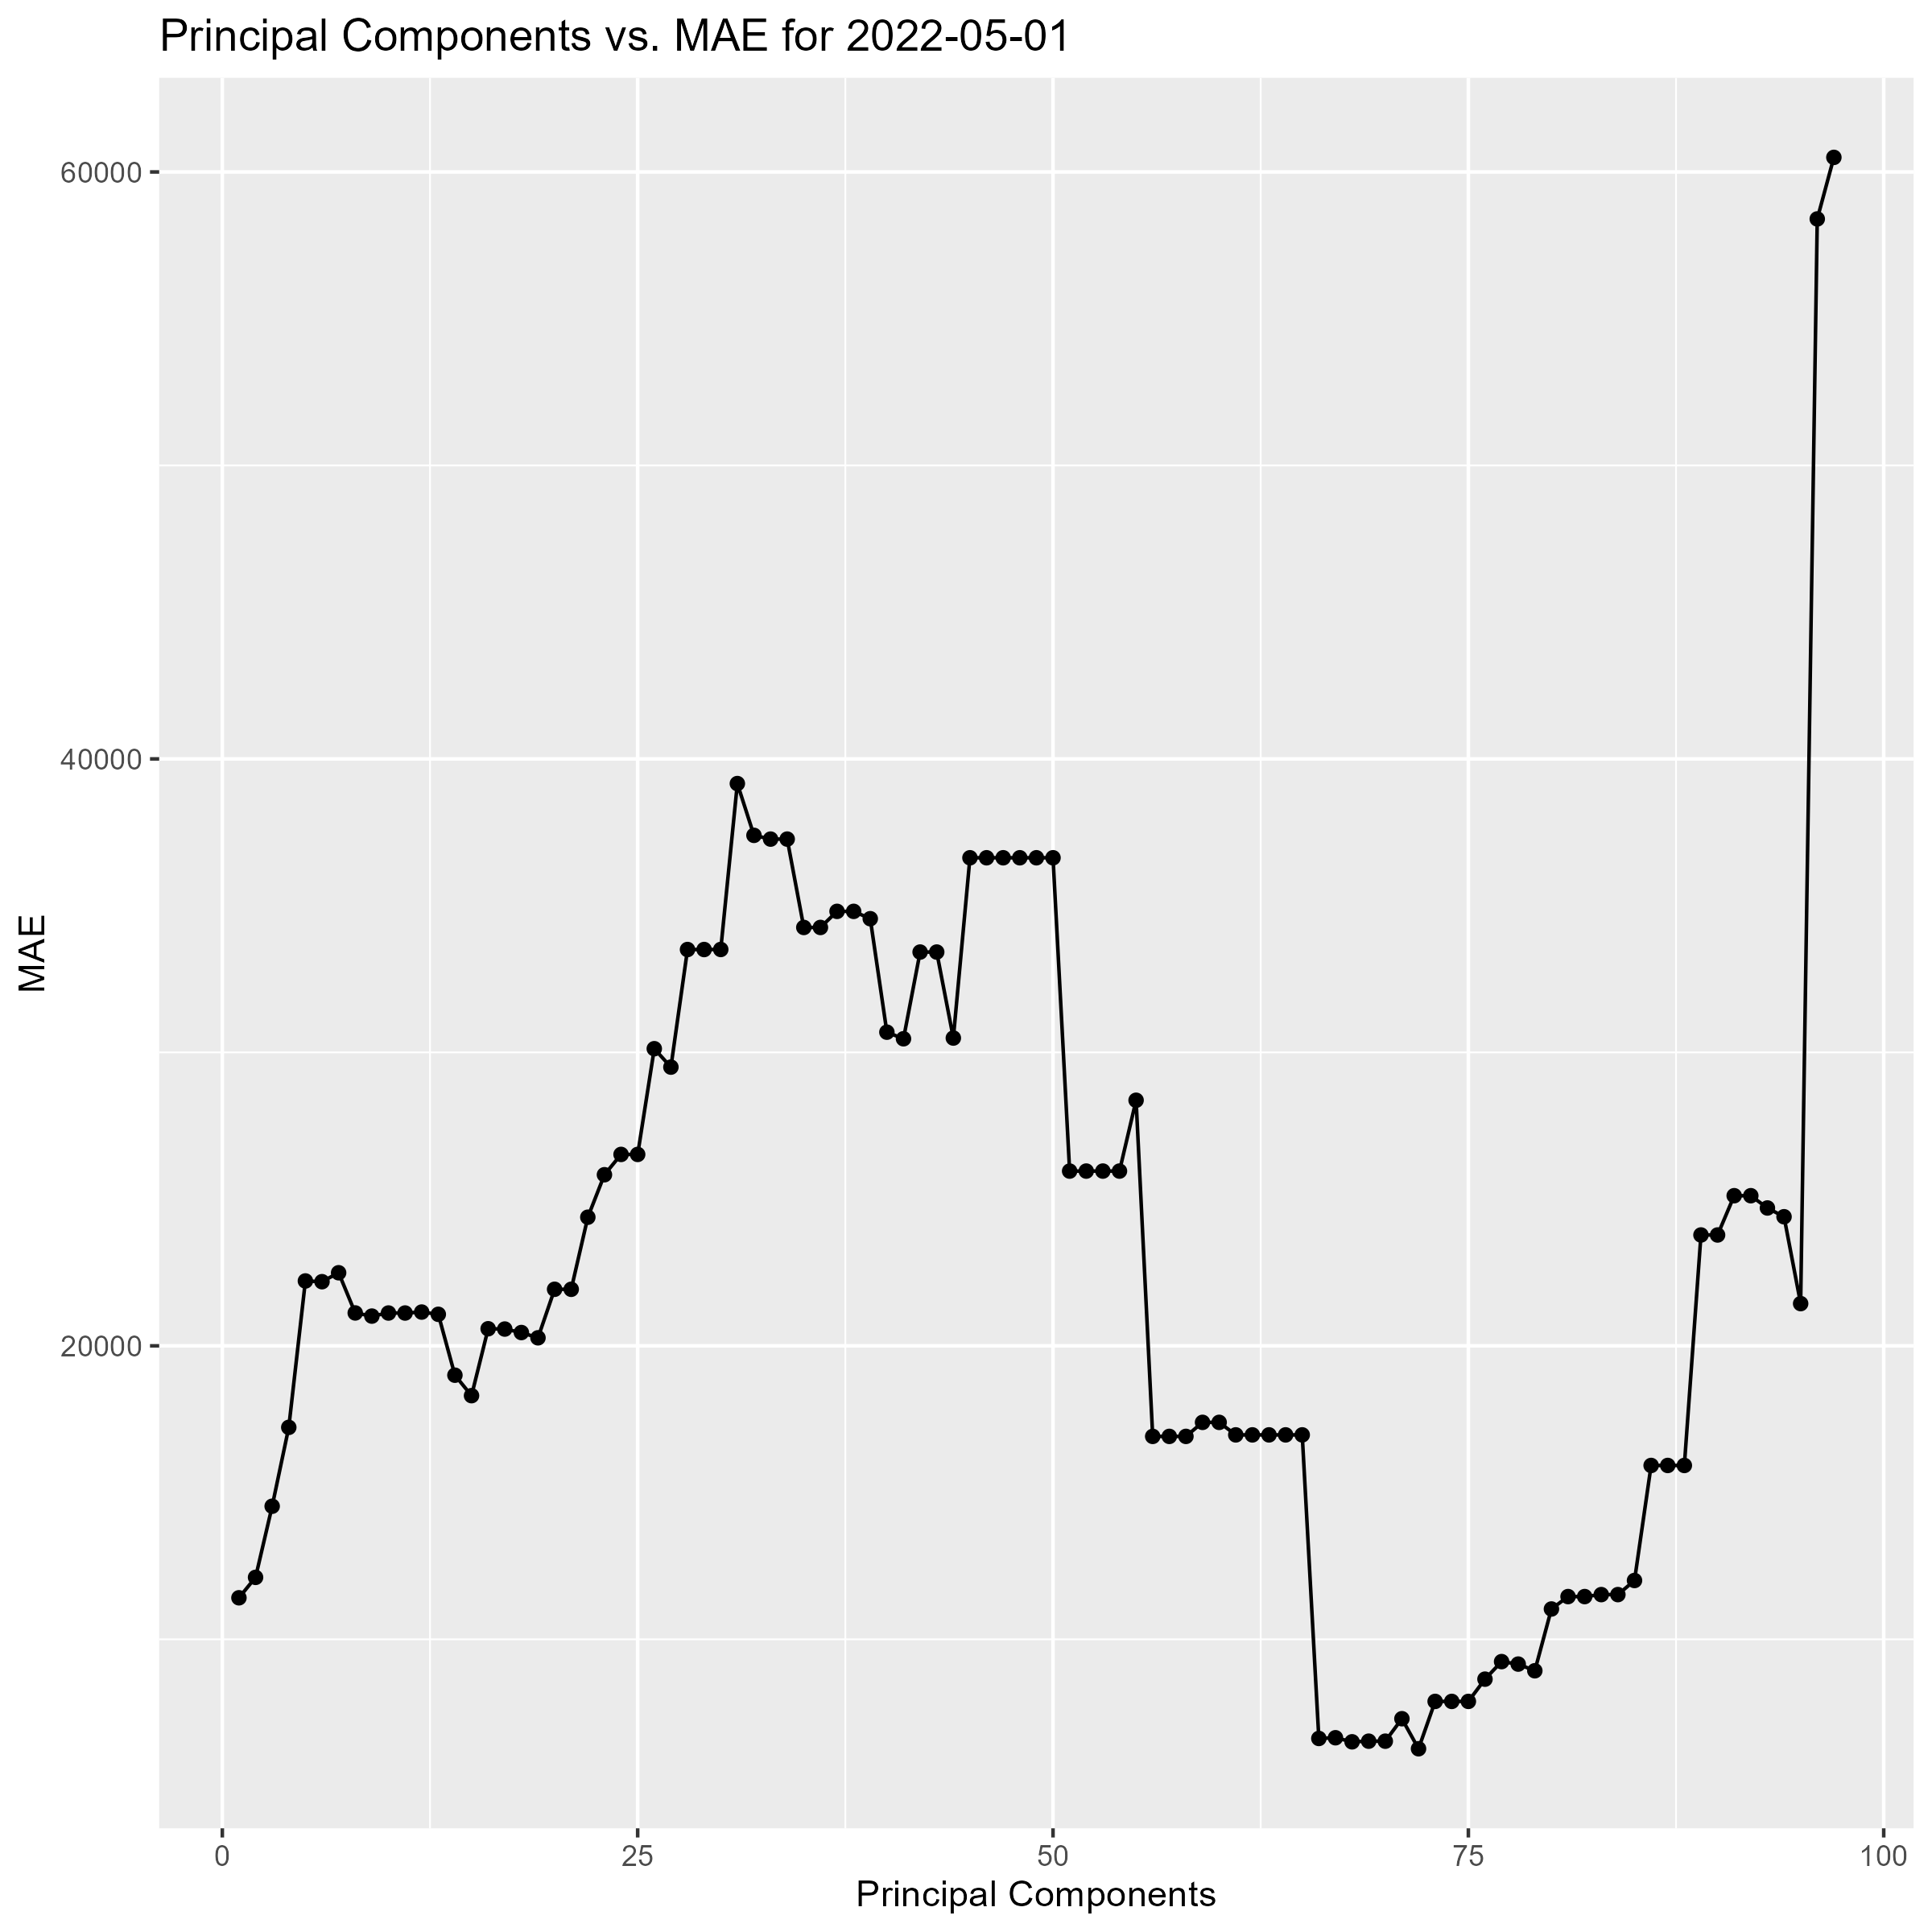 Principal Components vs. MAE for 2022-05-01
60000
40000
20000
MAE
0 25 50 75 100
Principal Components